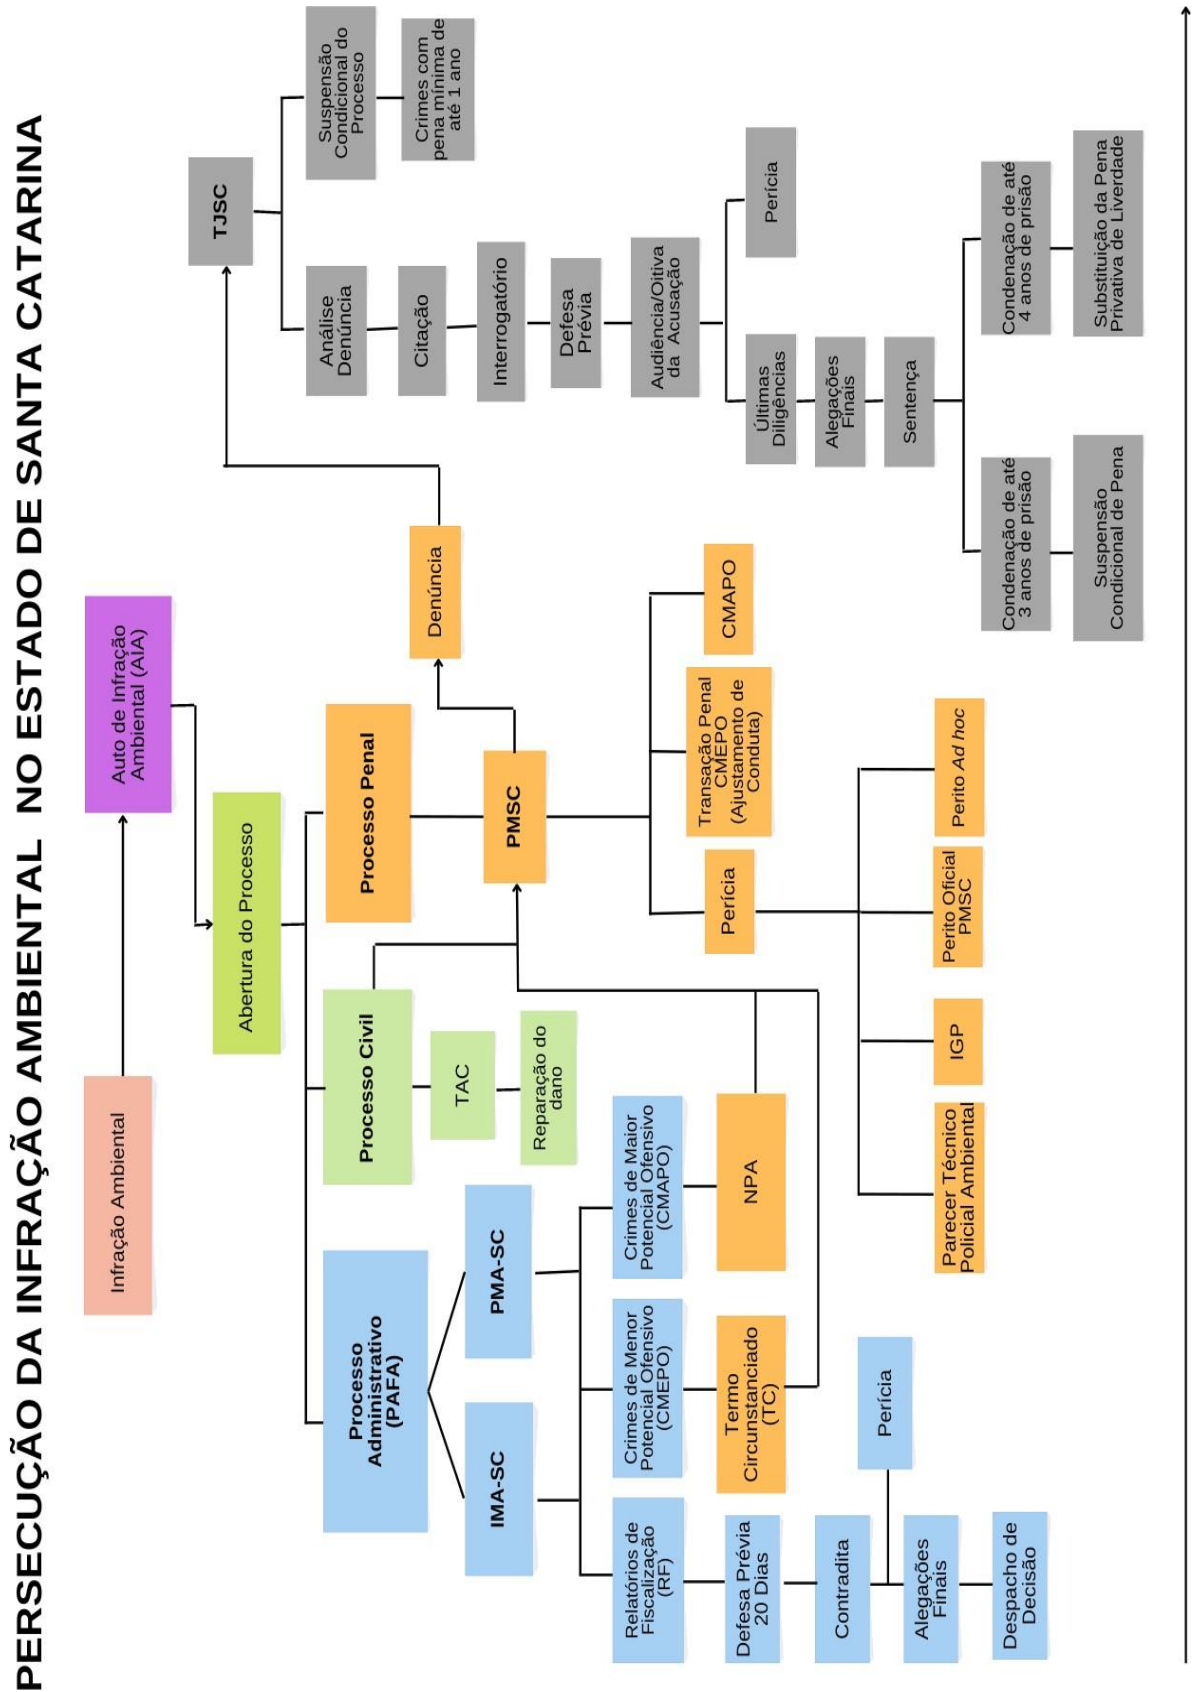 PERSECUÇÃO DA INFRAÇÃO AMBIENTAL NO ESTADO DE SANTA CATARINA
Infração Ambiental
Auto de Infração
Ambiental (AIA)
Abertura do Processo
Processo
Administrativo
(PAFA)
Processo Civil
Processo Penal
IMA-SC
PMA-SC
TAC
Reparação do
dano
Relatórios de
Fiscalização
(RF)
Crimes de Menor
Potencial Ofensivo
(CMEPO)
Crimes de Maior
Potencial Ofensivo
(CMAPO)
Defesa Prévia
20 Dias
Termo
Circunstanciado
(TC)
NPA
Contradita
Perícia
Alegações
Finais
Despacho de
Decisão
PMSC
Denúncia
Perícia
Transação Penal
CMEPO
(Ajustamento de
Conduta)
CMAPO
Parecer Técnico
Policial Ambiental
IGP
Perito Oficial
PMSC
Perito Ad hoc
TJSC
Análise
Denúncia
Suspensão
Condicional do
Processo
Citação
Crimes com
pena mínima de
até 1 ano
Interrogatório
Defesa
Prévia
Audiência/Oitiva
da Acusação
Últimas
Diligências
Perícia
Alegações
Finais
Sentença
Condenação de até
3 anos de prisão
Condenação de até
4 anos de prisão
Suspensão
Condicional de Pena
Substituição da Pena
Privativa de Liverdade